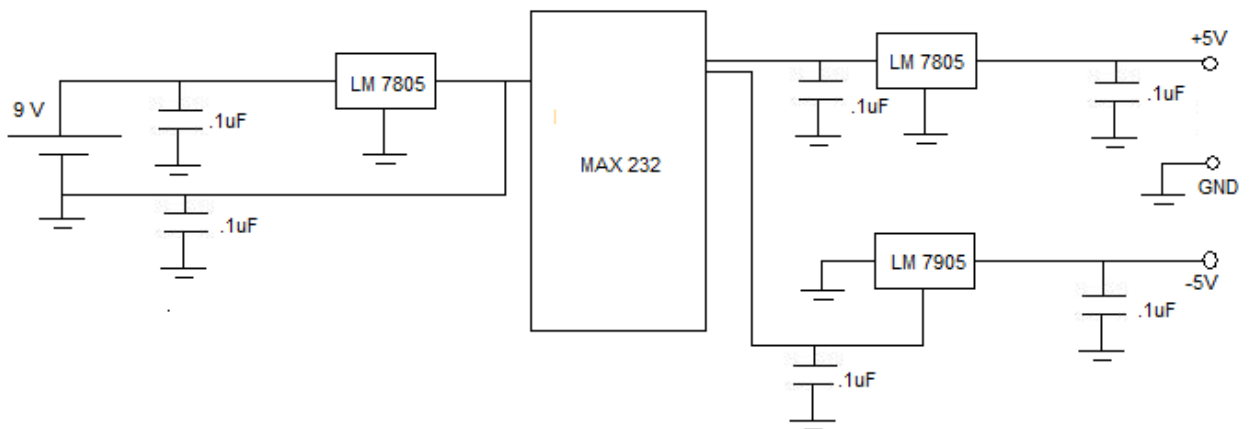 +5V
LM 7805
LM 7805
9 V
.1uF
.1uF
.1uF
MAX 232
GND
.1uF
LM 7905
-5V
.1uF
.1uF